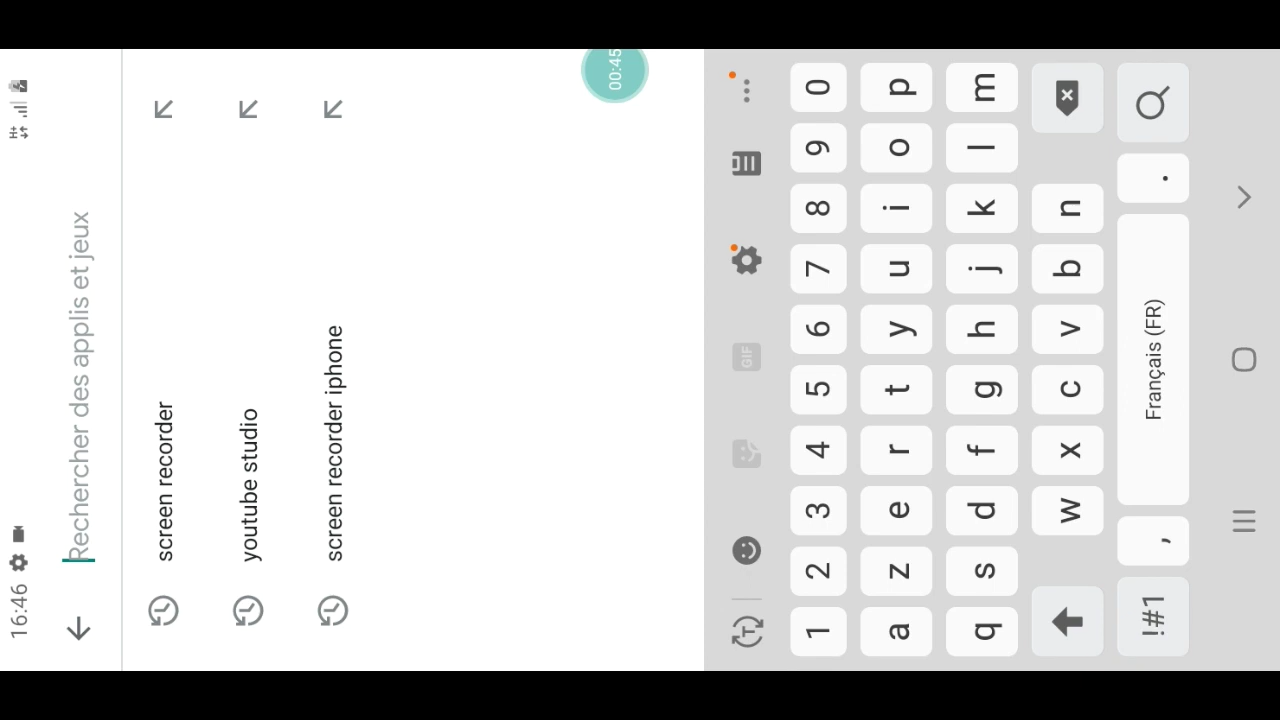 16:46
H+
Rechercher des applis et jeux
screen recorder
youtube studio
screen recorder iphone
00:45
T GIF
1 2 3 4 5 6 7 8 9 0
a z e r t y u i o p
q s d f g h j k l m
w x c v b n
!#1 , Français (FR) .